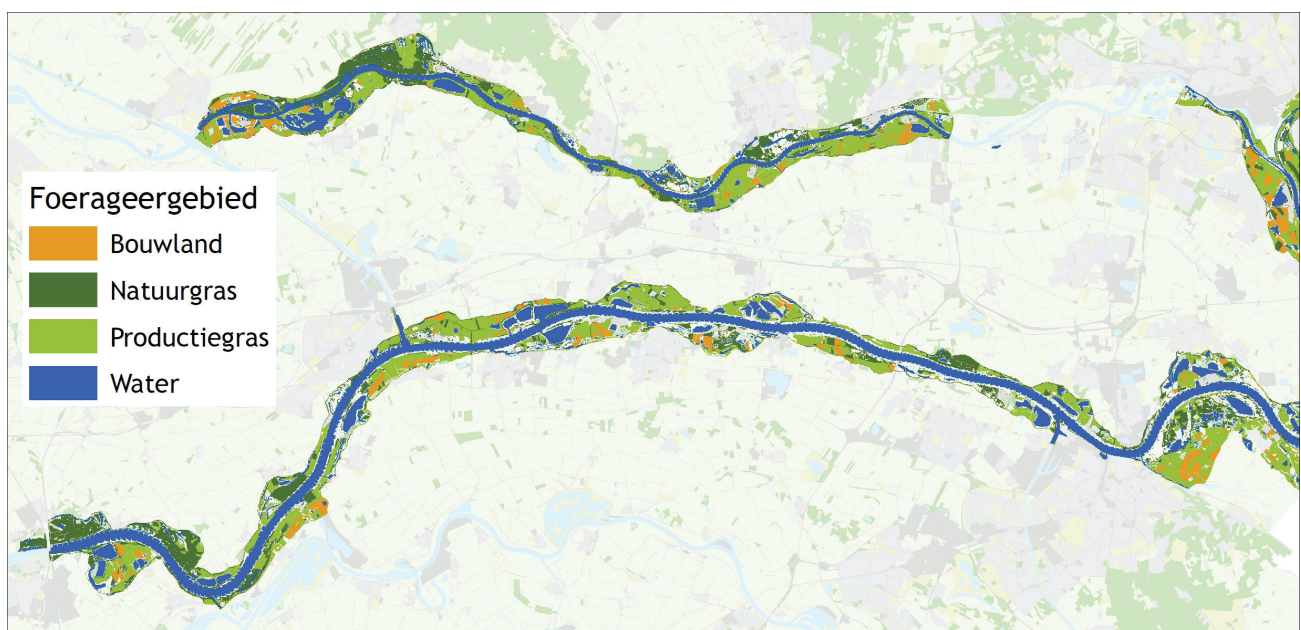 Foerageergebied
Bouwland
Natuurgras
Productiegras
Water